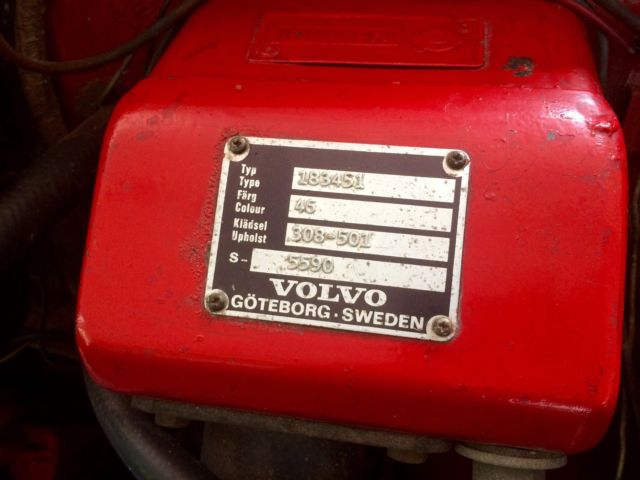 Typ
Type 183451
Färg
Colour 46
Klädsel
Upholst 308-501
S- 5590
VOLVO
GÖTEBORG · SWEDEN